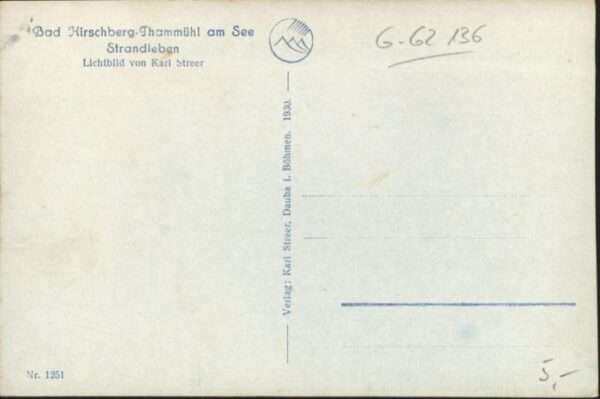 Bad Hirschberg-Thammühl am See
Strandleben
Lichtbild von Karl Streer
G-62 136
Verlag: Karl Streer, Dauba i. Böhmen. 1930.
Nr. 1251
5,-